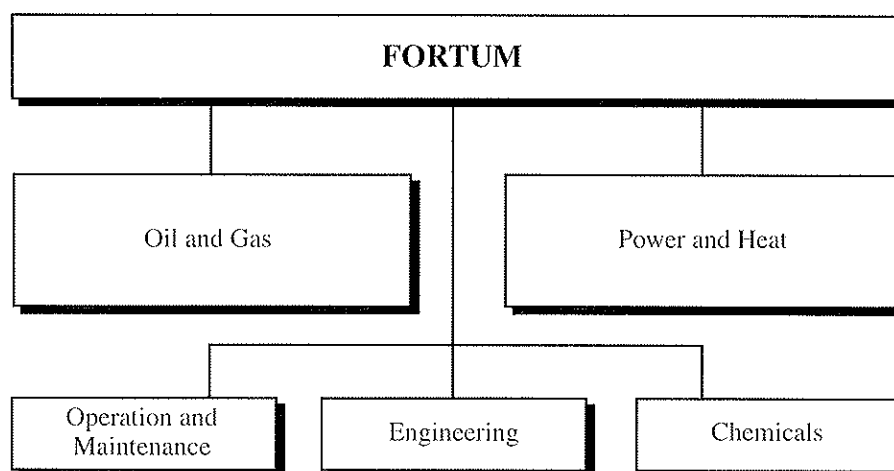 FORTUM
Oil and Gas
Power and Heat
Operation and
Maintenance
Engineering
Chemicals